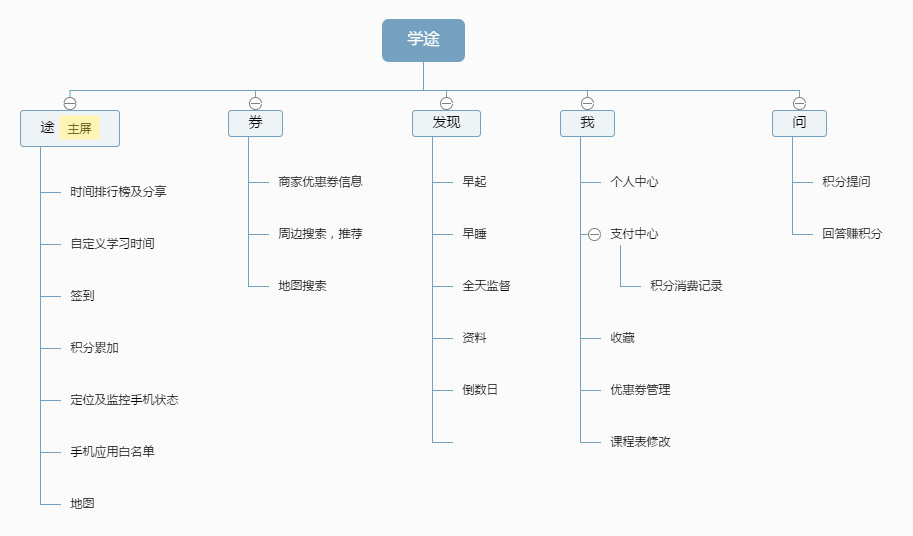 学途
途 主屏
时间排行榜及分享
自定义学习时间
签到
积分累加
定位及监控手机状态
手机应用白名单
地图
券
商家优惠券信息
周边搜索，推荐
地图搜索
发现
早起
早睡
全天监督
资料
倒数日
我
个人中心
支付中心
积分消费记录
收藏
优惠券管理
课程表修改
问
积分提问
回答赚积分